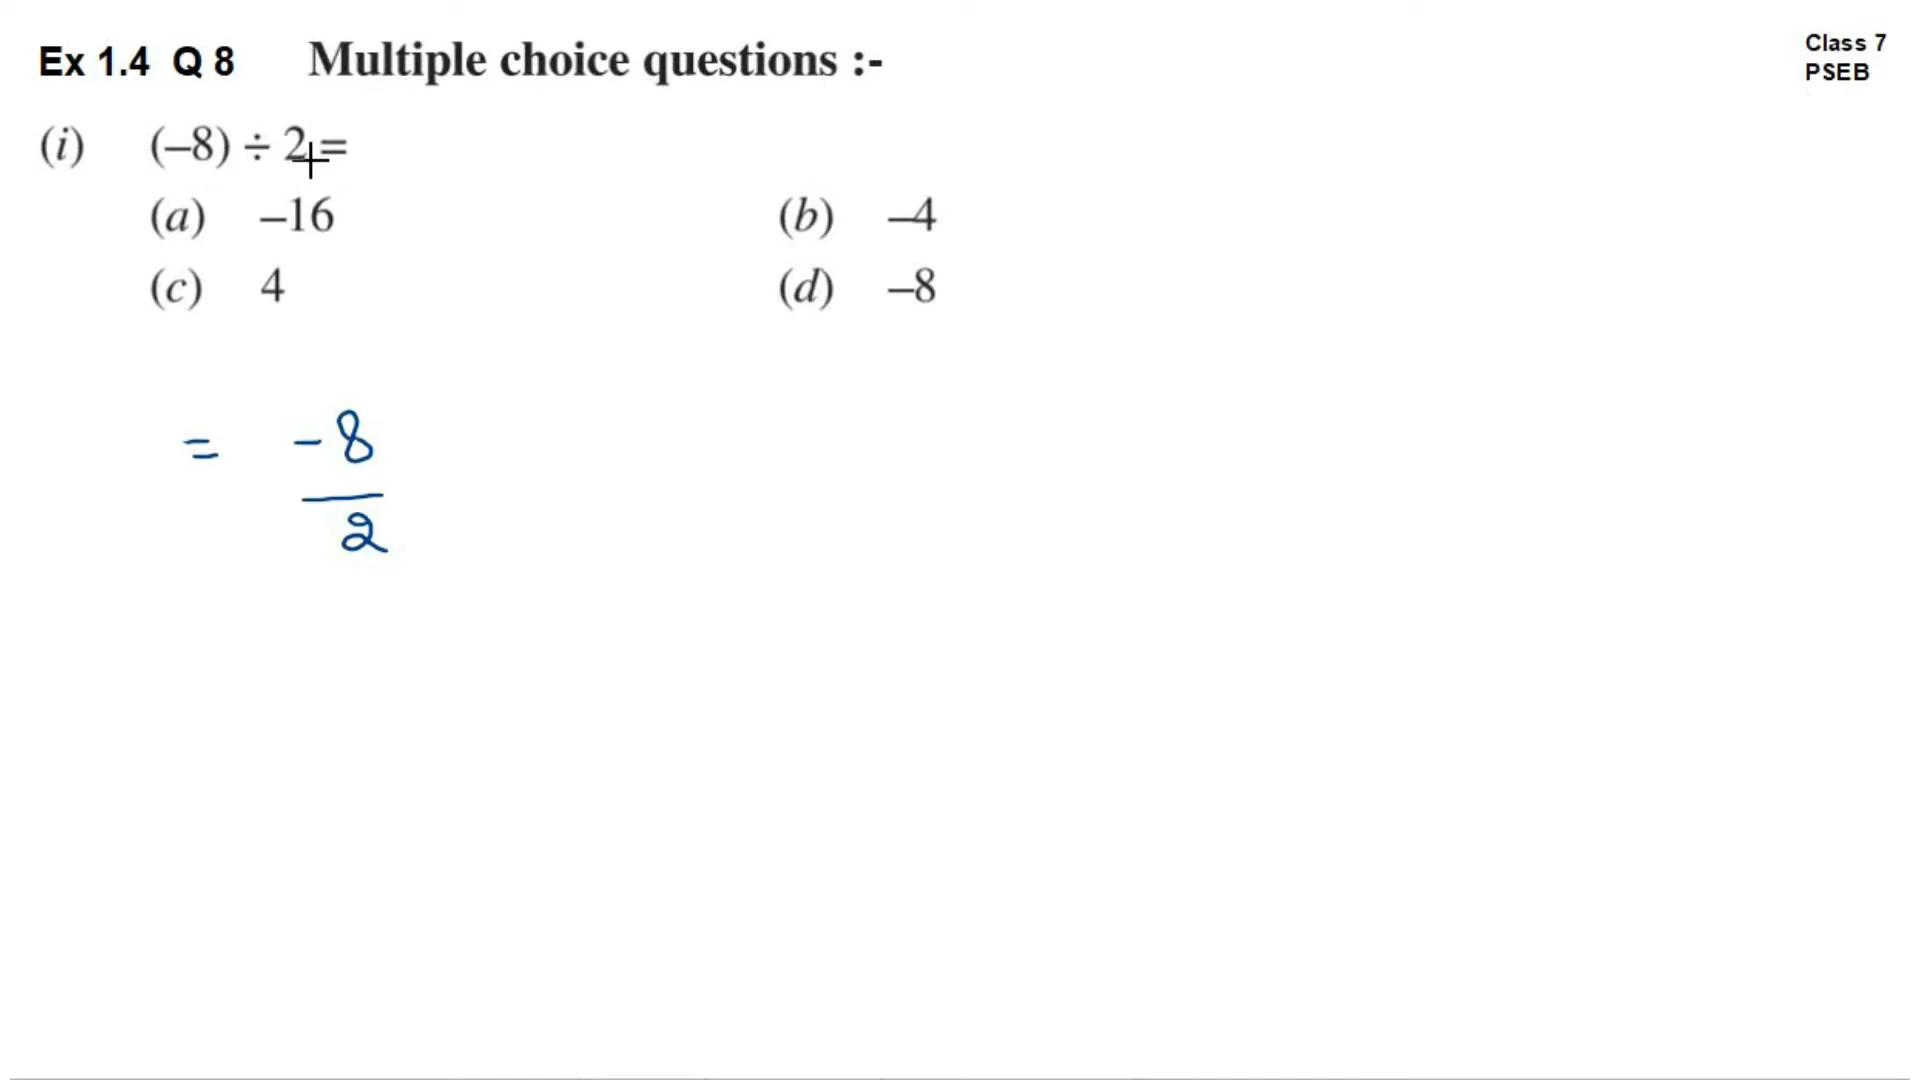 Ex 1.4 Q 8 Multiple choice questions :-
Class 7
PSEB
(i) (–8) ÷ 2 =
(a) –16 (b) –4
(c) 4 (d) –8
= -8
2